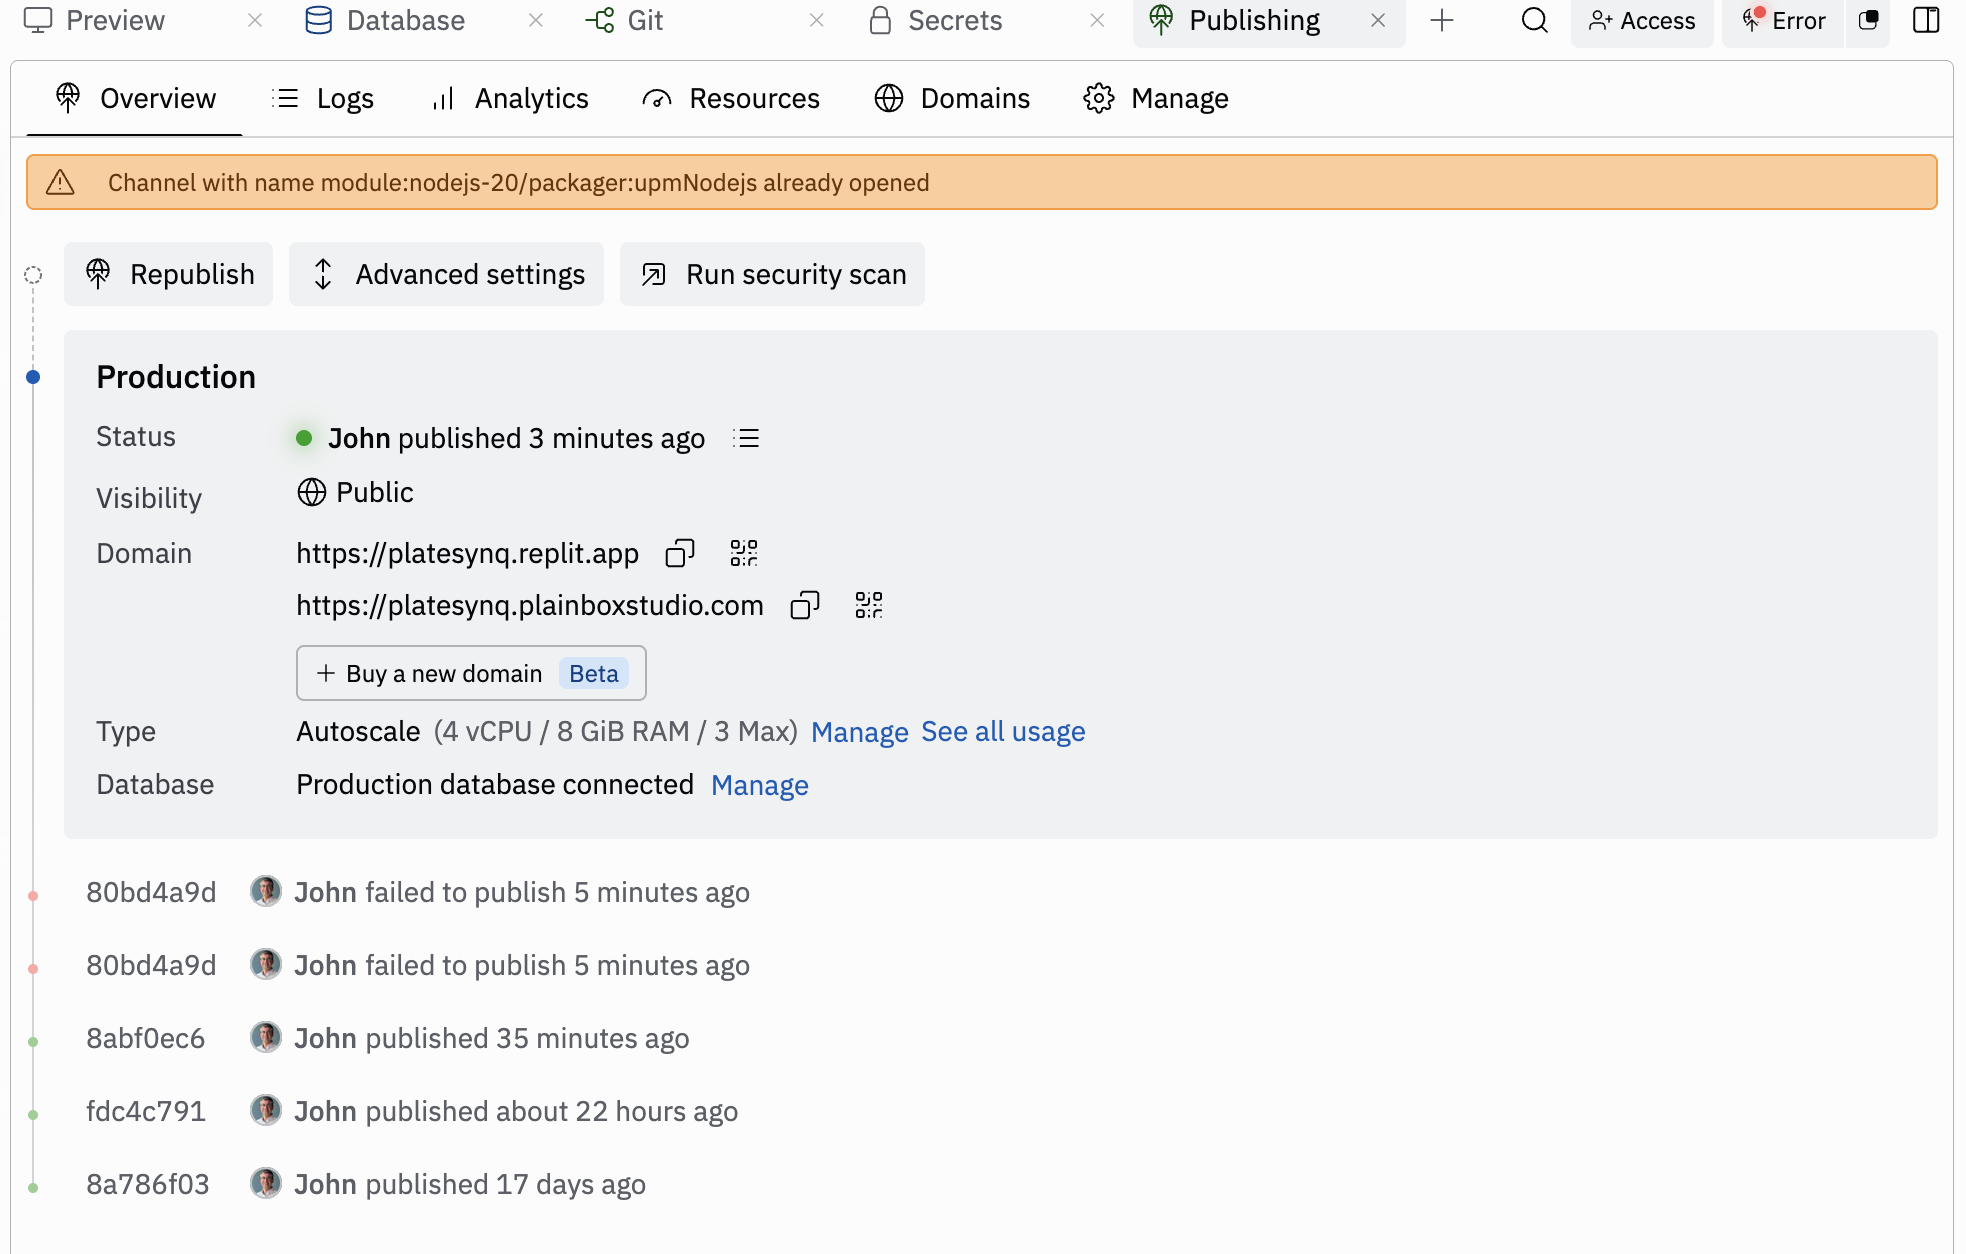 Preview Database Git Secrets Publishing Access Error
Overview Logs Analytics Resources Domains Manage
Channel with name module:nodejs-20/packager:upmNodejs already opened
Republish Advanced settings Run security scan
Production
Status John published 3 minutes ago
Visibility Public
Domain https://platesynq.replit.app
https://platesynq.plainboxstudio.com
Buy a new domain Beta
Type Autoscale (4 vCPU / 8 GiB RAM / 3 Max) Manage See all usage
Database Production database connected Manage
80bd4a9d John failed to publish 5 minutes ago
80bd4a9d John failed to publish 5 minutes ago
8abf0ec6 John published 35 minutes ago
fdc4c791 John published about 22 hours ago
8a786f03 John published 17 days ago